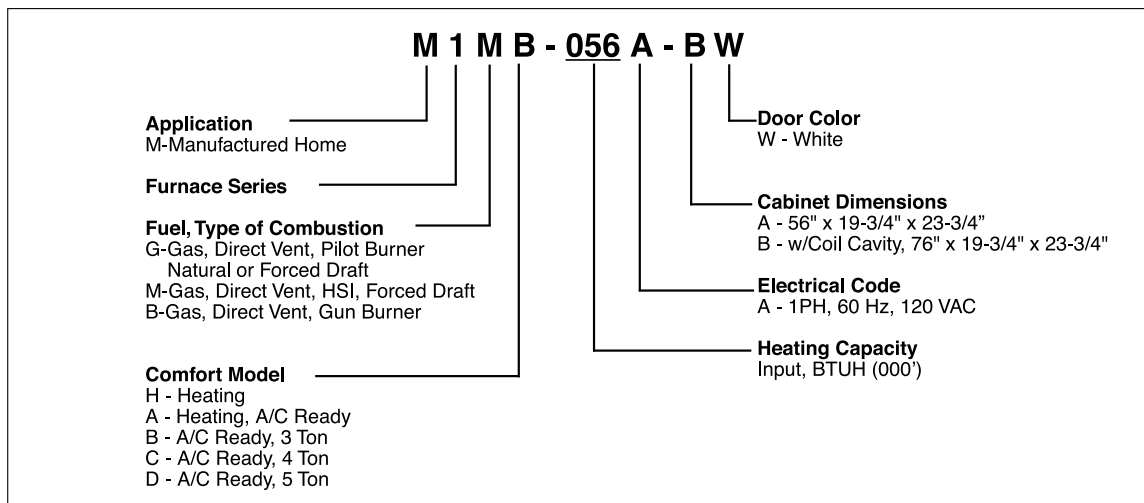 M 1 M B - 056 A - B W
Application
M-Manufactured Home
Furnace Series
Fuel, Type of Combustion
G-Gas, Direct Vent, Pilot Burner
Natural or Forced Draft
M-Gas, Direct Vent, HSI, Forced Draft
B-Gas, Direct Vent, Gun Burner
Comfort Model
H - Heating
A - Heating, A/C Ready
B - A/C Ready, 3 Ton
C - A/C Ready, 4 Ton
D - A/C Ready, 5 Ton
Door Color
W - White
Cabinet Dimensions
A - 56" x 19-3/4" x 23-3/4”
B - w/Coil Cavity, 76" x 19-3/4" x 23-3/4"
Electrical Code
A - 1PH, 60 Hz, 120 VAC
Heating Capacity
Input, BTUH (000’)